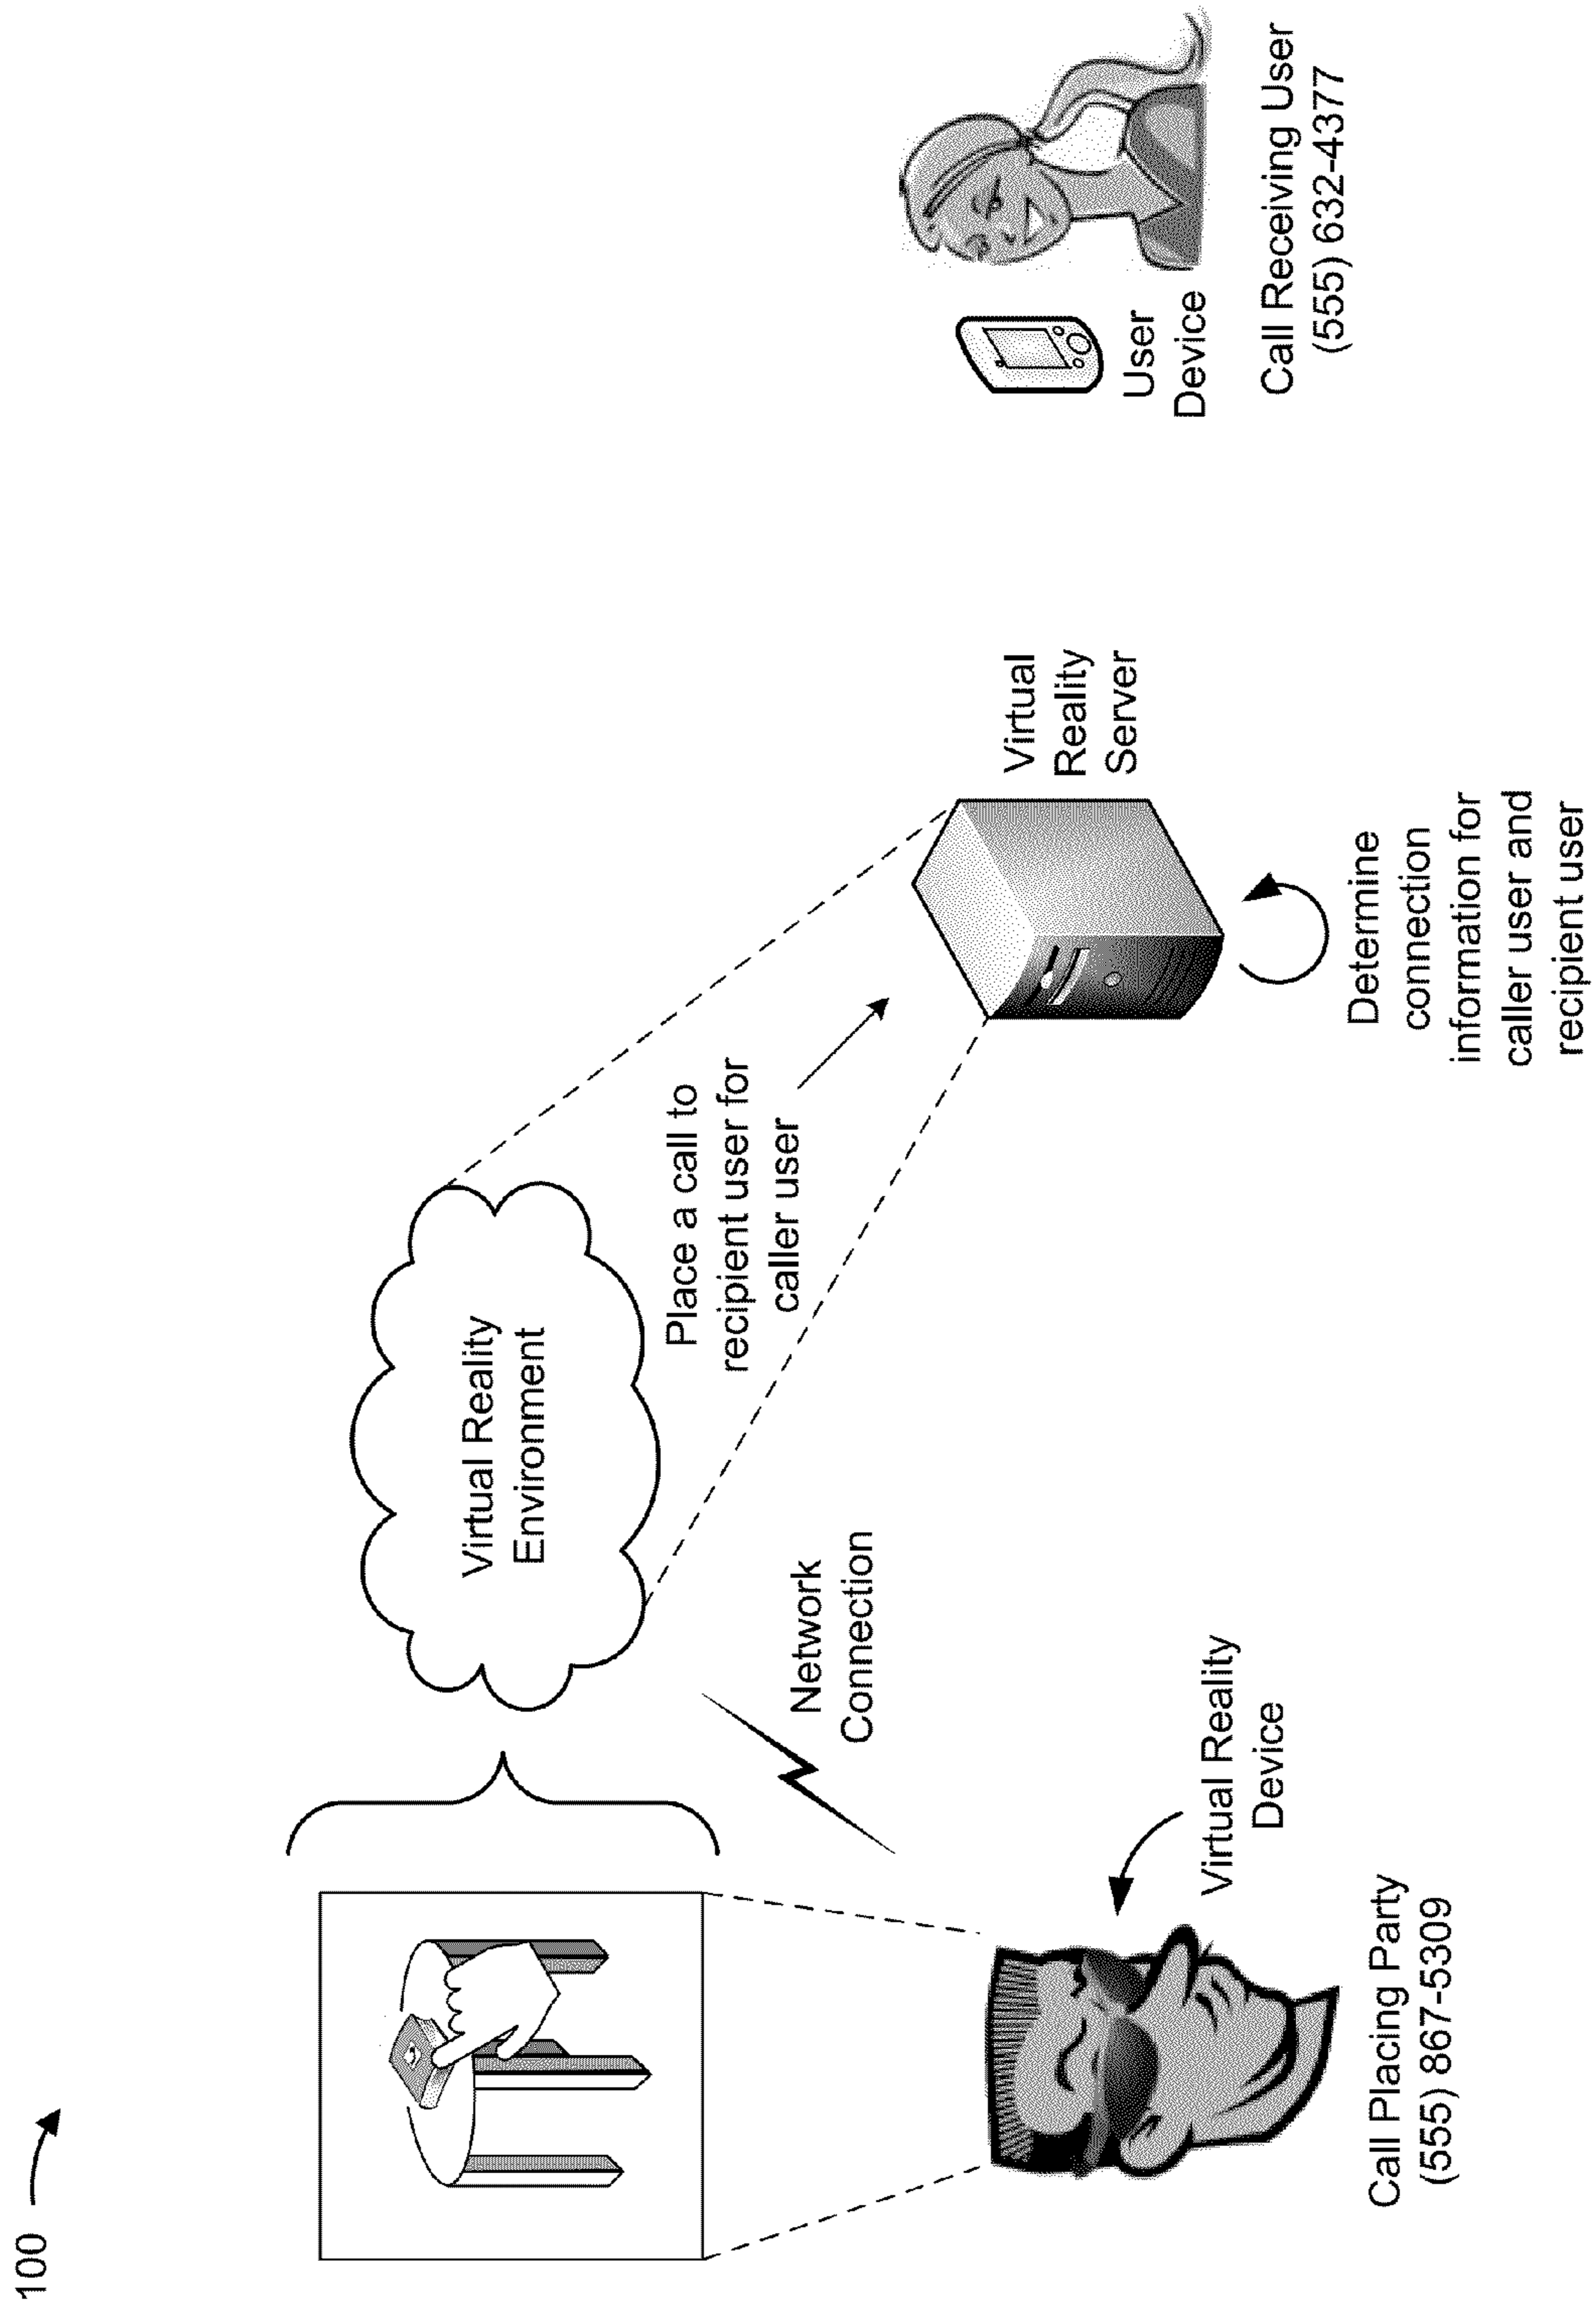 100
Virtual Reality
Environment
Place a call to
recipient user for
caller user
Network
Connection
Virtual Reality
Device
Call Placing Party
(555) 867-5309
Virtual
Reality
Server
Determine
connection
information for
caller user and
recipient user
User
Device
Call Receiving User
(555) 632-4377